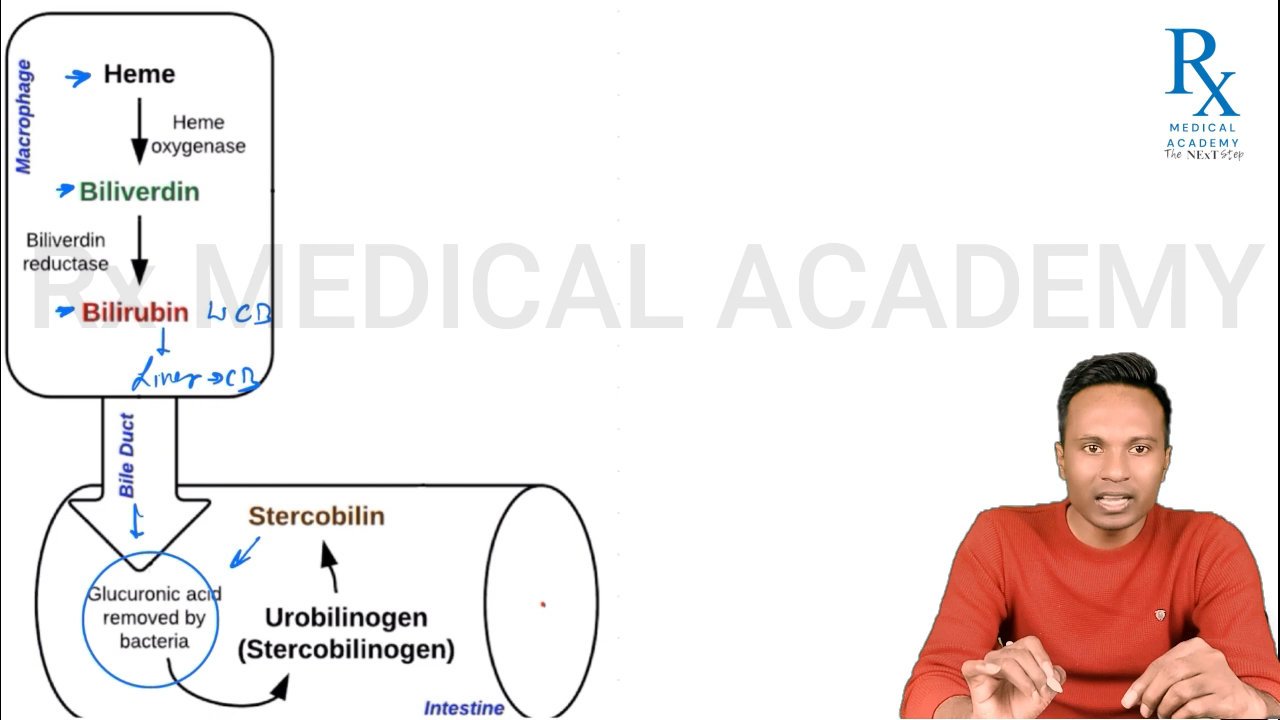 Macrophage
Heme
Heme
oxygenase
Biliverdin
Biliverdin
reductase
Bilirubin
CB
Liver → CB
Bile Duct
Stercobilin
Glucuronic acid
removed by
bacteria
Urobilinogen
(Stercobilinogen)
Intestine
Rx MEDICAL ACADEMY
Rx
MEDICAL
ACADEMY
The NExT Step